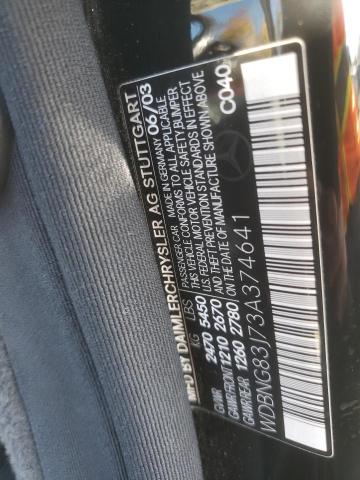 MFD BY DAIMLERCHRYSLER AG STUTTGART
PASSENGER CAR MADE IN GERMANY 06/03
KG LBS THIS VEHICLE CONFORMS TO ALL APPLICABLE
GVWR 2470 5450 U.S. FEDERAL MOTOR VEHICLE SAFETY/BUMPER
GAWR FRONT 1210 2670 AND THEFT PREVENTION STANDARDS IN EFFECT
GAWR REAR 1260 2780 ON THE DATE OF MANUFACTURE SHOWN ABOVE
WDBNG83J73A374641 C040